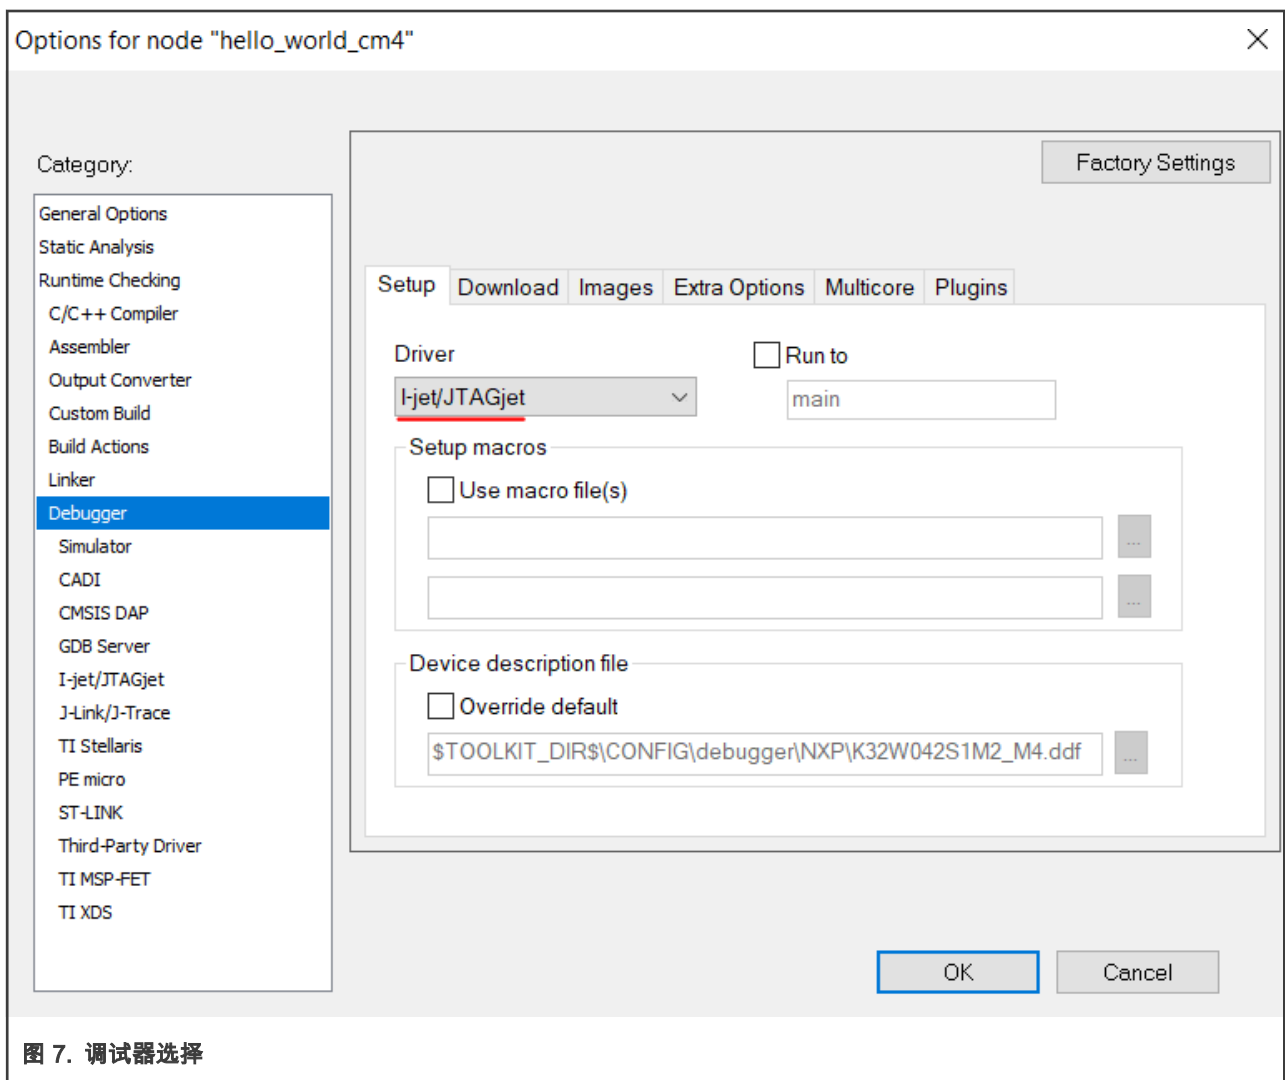 Options for node "hello_world_cm4"
Category:
Factory Settings
General Options
Static Analysis
Runtime Checking
C/C++ Compiler
Assembler
Output Converter
Custom Build
Build Actions
Linker
Debugger
Simulator
CADI
CMSIS DAP
GDB Server
I-jet/JTAGjet
J-Link/J-Trace
TI Stellaris
PE micro
ST-LINK
Third-Party Driver
TI MSP-FET
TI XDS
Setup Download Images Extra Options Multicore Plugins
Driver
Run to
I-jet/JTAGjet
main
Setup macros
Use macro file(s)
...
...
Device description file
Override default
$TOOLKIT_DIR$\CONFIG\debugger\NXP\K32W042S1M2_M4.ddf
...
OK Cancel
图 7. 调试器选择